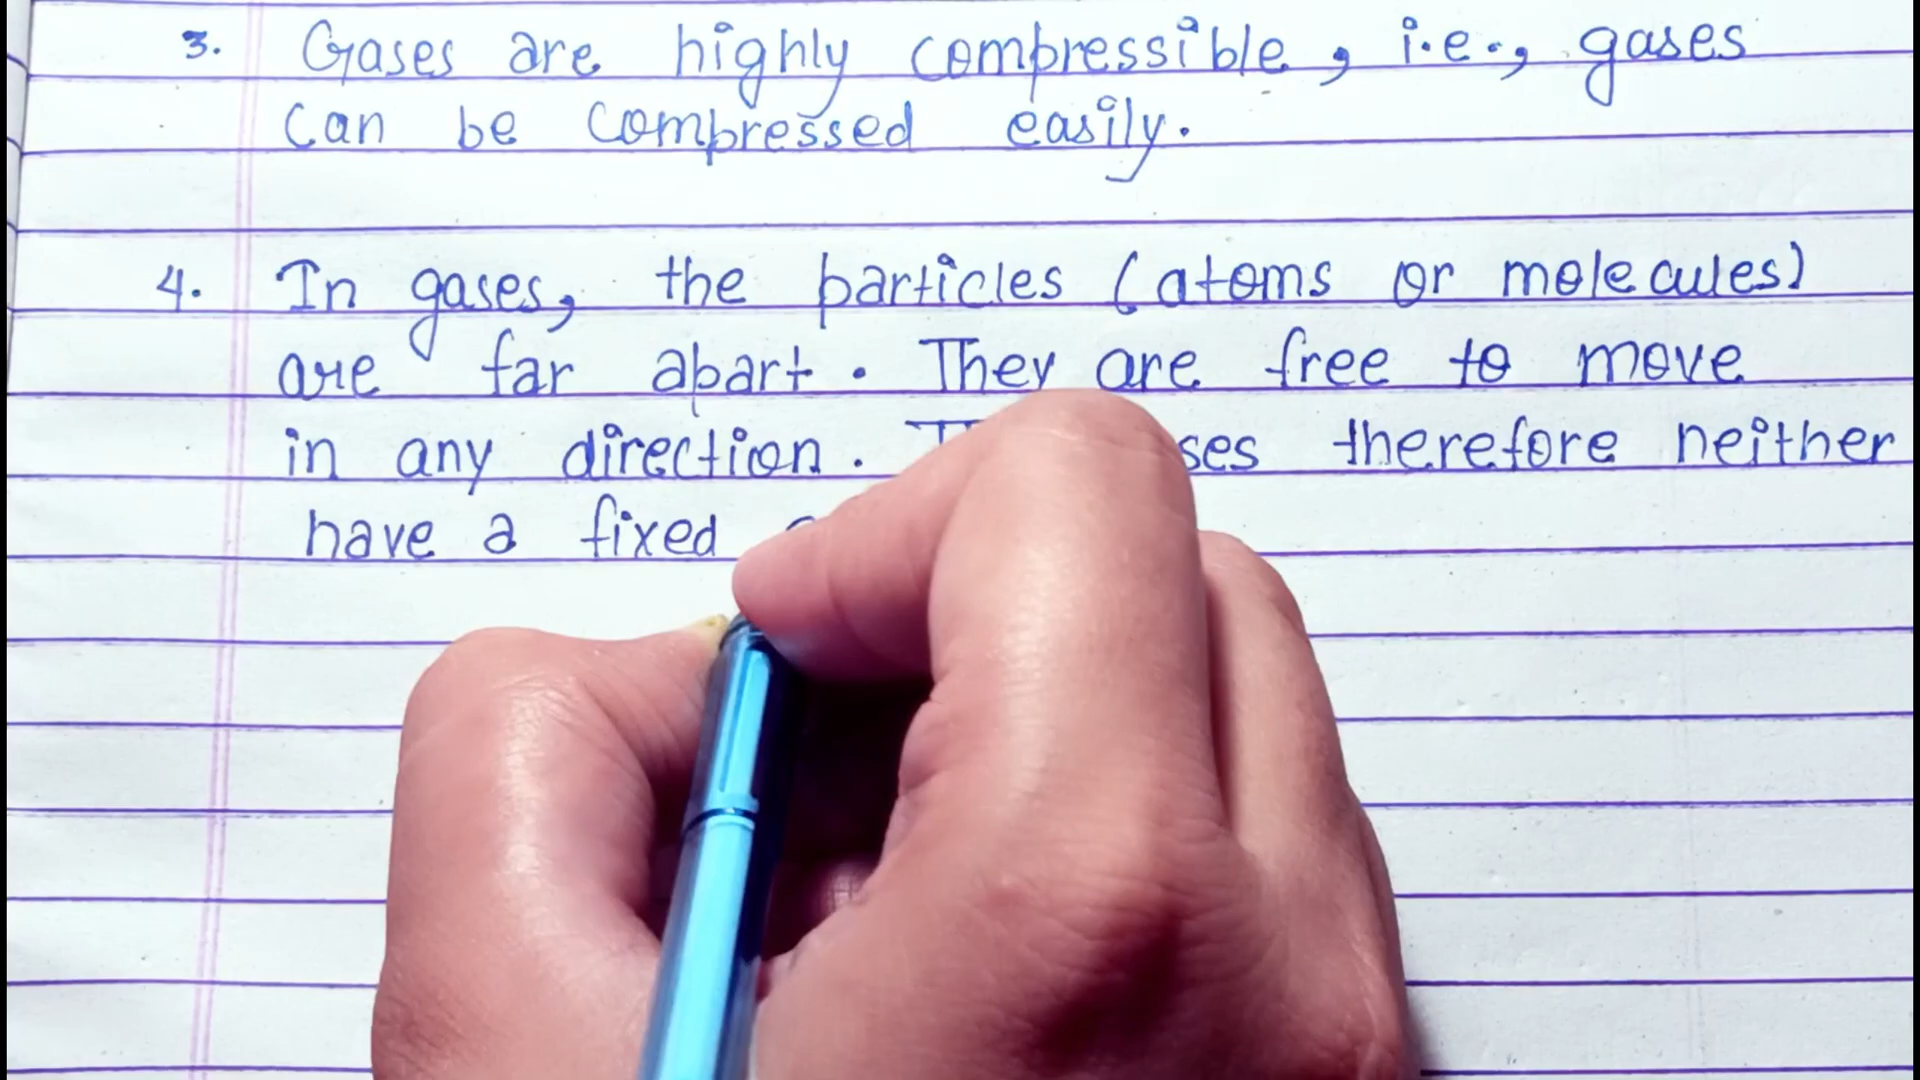 3. Gases are highly compressible, i.e., gases
can be compressed easily.
4. In gases, the particles (atoms or molecules)
are far apart. They are free to move
in any direction. therefore neither
have a fixed